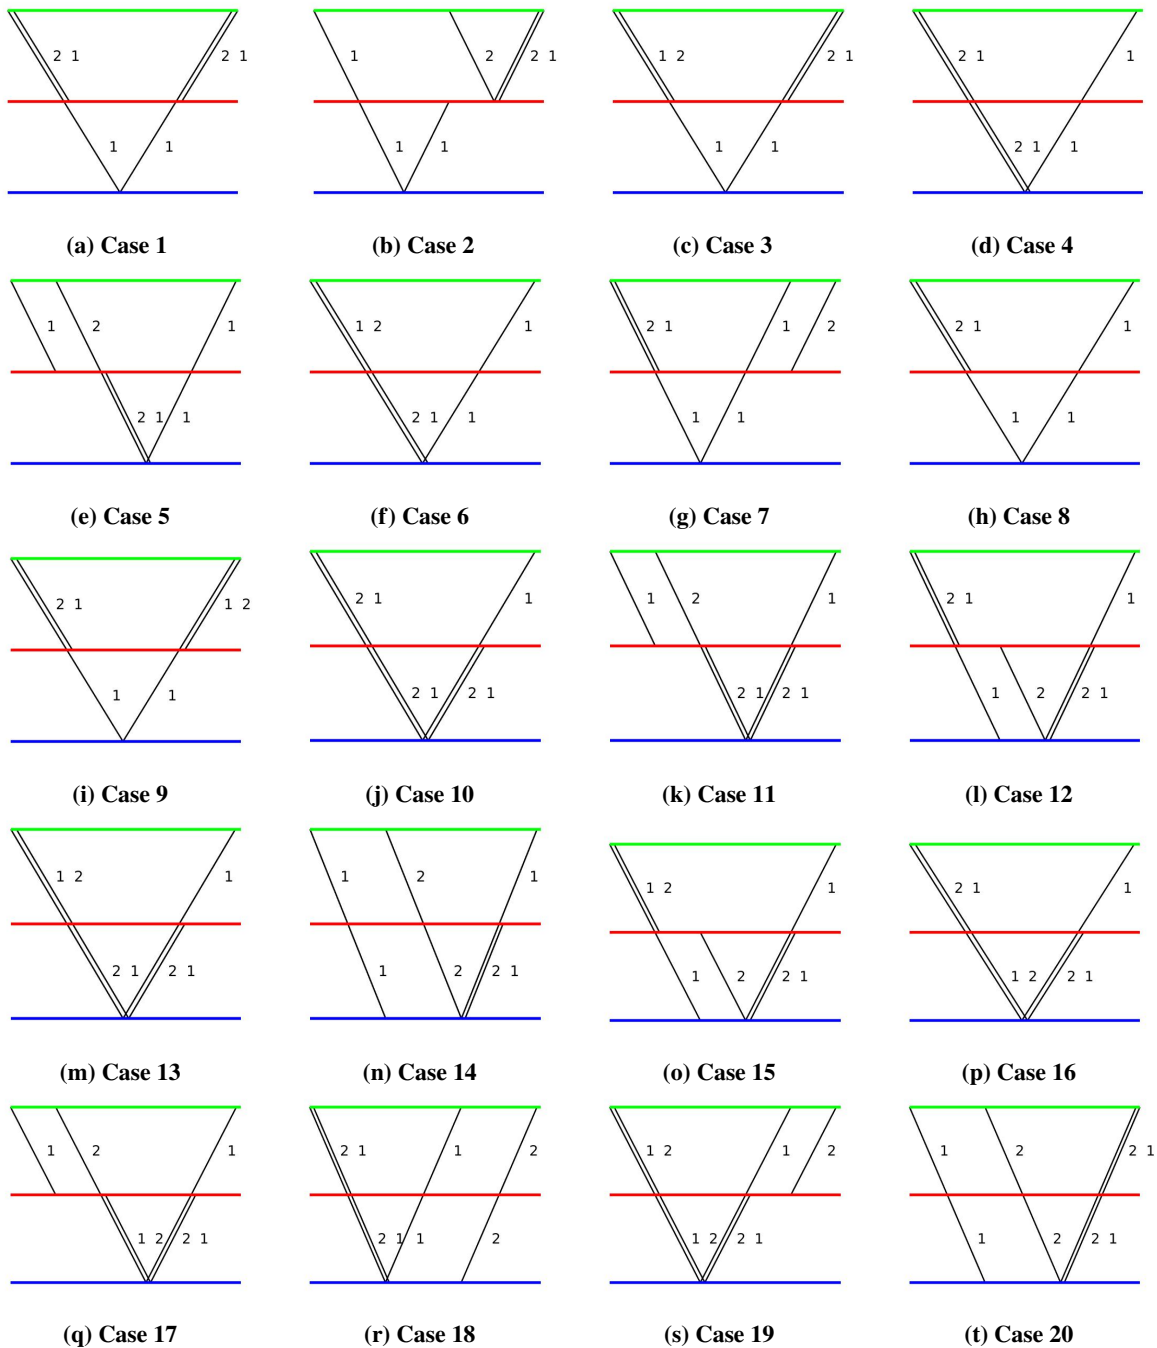 2 1 2 1
1 1
(a) Case 1
1 2 2 1
1 1
(b) Case 2
1 2 2 1
1 1
(c) Case 3
2 1 1
2 1 1
(d) Case 4
1 2 1
2 1 1
(e) Case 5
1 2 1
2 1 1
(f) Case 6
2 1 1 2
1 1
(g) Case 7
2 1 1
1 1
(h) Case 8
2 1 1 2
1 1
(i) Case 9
2 1 1
2 1 2 1
(j) Case 10
1 2 1
2 1 2 1
(k) Case 11
2 1 1
1 2 2 1
(l) Case 12
1 2 1
2 1 2 1
(m) Case 13
1 2 1
1 2 2 1
(n) Case 14
1 2 1
1 2 2 1
(o) Case 15
2 1 1
1 2 2 1
(p) Case 16
1 2 1
1 2 2 1
(q) Case 17
2 1 1 2
2 1 1 2
(r) Case 18
1 2 1 2
1 2 2 1
(s) Case 19
1 2 2 1
1 2 2 1
(t) Case 20